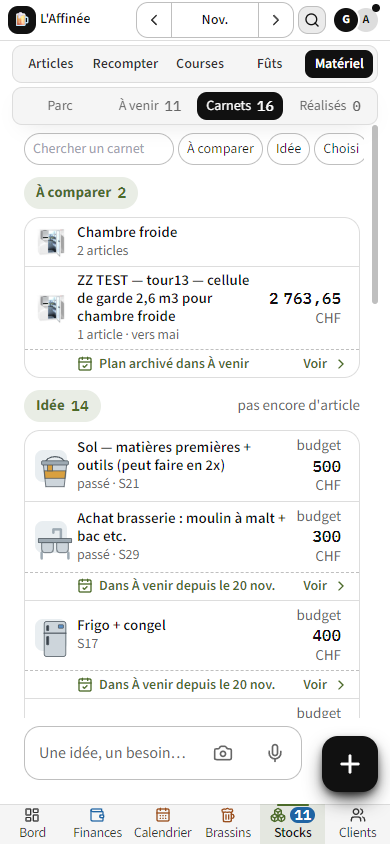 L'Affinée
Nov.
G
A
Articles
Recompter
Courses
Fûts
Matériel
Parc
À venir 11
Carnets 16
Réalisés 0
Chercher un carnet
À comparer
Idée
Choisi
À comparer 2
Chambre froide
2 articles
ZZ TEST — tour13 — cellule
de garde 2,6 m3 pour
chambre froide
1 article · vers mai
2 763,65
CHF
Plan archivé dans À venir
Voir
Idée 14
pas encore d'article
Sol — matières premières +
outils (peut faire en 2x)
passé · S21
budget
500
CHF
Achat brasserie : moulin à malt +
bac etc.
passé · S29
budget
300
CHF
Dans À venir depuis le 20 nov.
Voir
Frigo + congel
S17
budget
400
CHF
Dans À venir depuis le 20 nov.
Voir
budget
Une idée, un besoin…
Bord
Finances
Calendrier
Brassins
11
Stocks
Clients